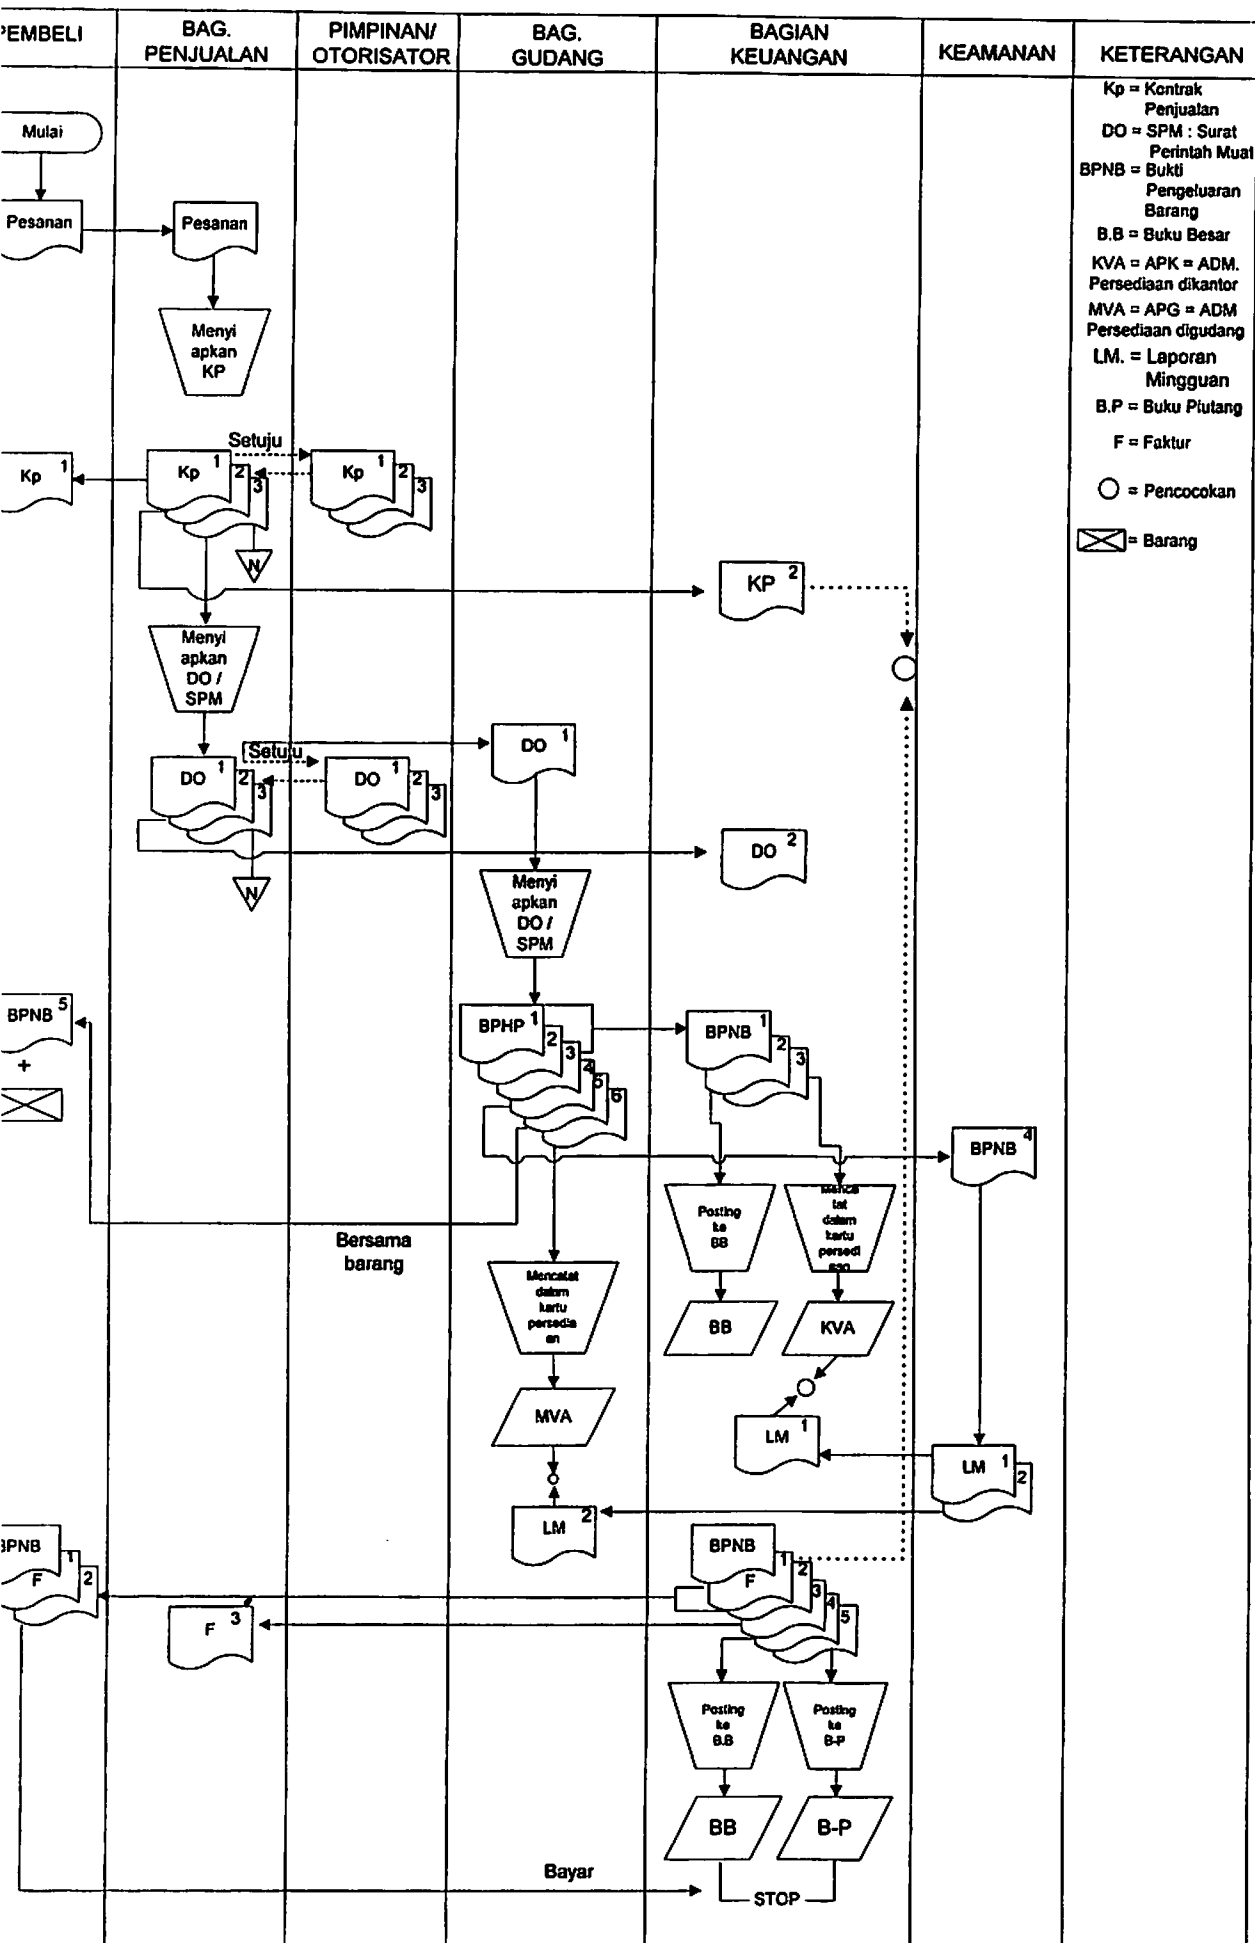 PEMBELI
BAG.
PENJUALAN
PIMPINAN/
OTORISATOR
BAG.
GUDANG
BAGIAN
KEUANGAN
KEAMANAN
KETERANGAN
Kp = Kontrak
Penjualan
DO = SPM : Surat
Perintah Muat
BPNB = Bukti
Pengeluaran
Barang
B.B = Buku Besar
KVA = APK = ADM.
Persediaan dikantor
MVA = APG = ADM
Persediaan digudang
LM. = Laporan
Mingguan
B.P = Buku Piutang
F = Faktur
= Pencocokan
= Barang
Mulai
Pesanan
Pesanan
Menyi
apkan
KP
Setuju
Kp 1
Kp 1
2
3
Kp 1
2
3
N
KP 2
Menyi
apkan
DO /
SPM
Setuju
DO 1
2
3
DO 1
2
3
DO 1
N
DO 2
Menyi
apkan
DO /
SPM
BPNB 5
+
BPHP 1
2
3
4
5
6
BPNB 1
2
3
BPNB 4
Bersama
barang
Posting
ke
BB
Menca
tat
dalam
kartu
persedi
aan
Mencatat
dalam
kartu
persedia
an
BB
KVA
MVA
LM 1
LM 1
2
LM 2
BPNB
1
F
2
BPNB
1
F
2
3
4
5
F 3
Posting
ke
B.B
Posting
ke
B-P
BB
B-P
Bayar
STOP